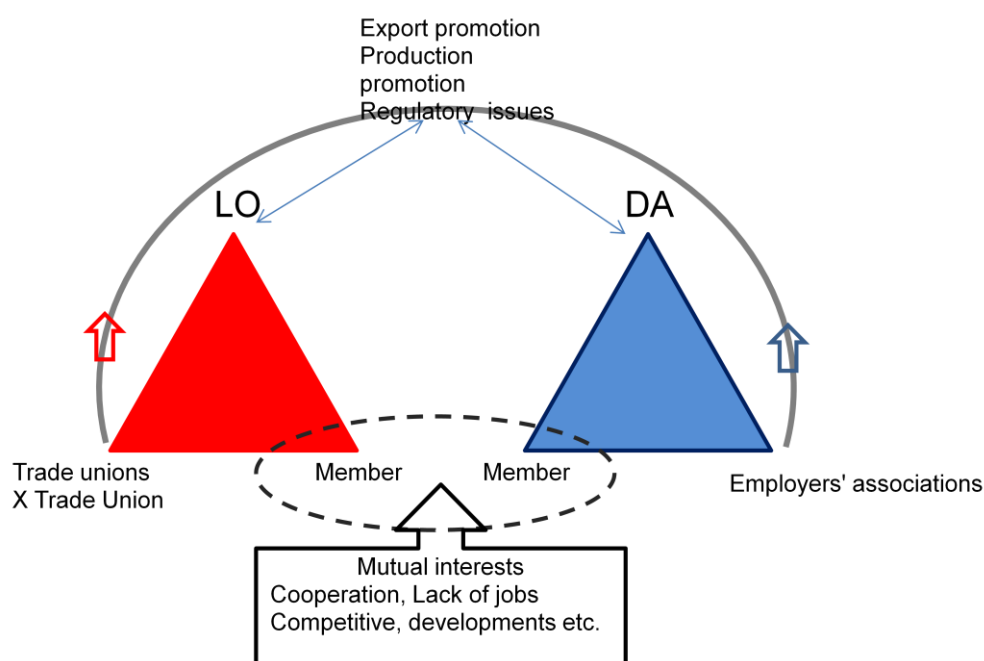 Export promotion
Production
promotion
Regulatory issues
LO
DA
Trade unions
X Trade Union
Member
Member
Employers' associations
Mutual interests
Cooperation, Lack of jobs
Competitive, developments etc.